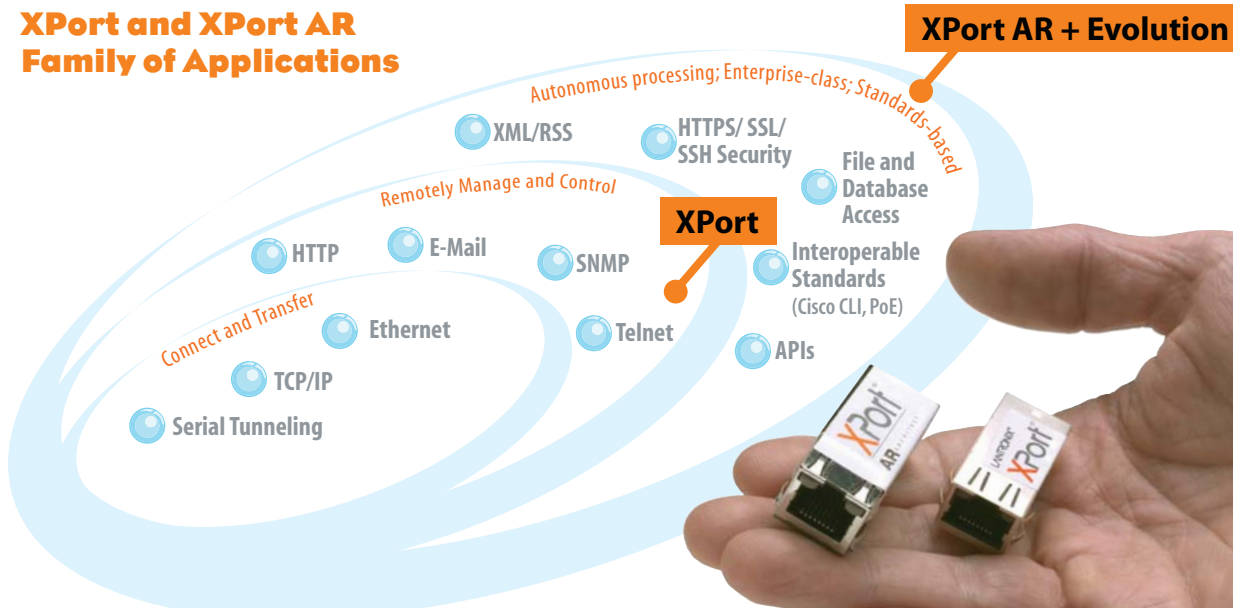 XPort and XPort AR
Family of Applications
XPort AR + Evolution
Autonomous processing; Enterprise-class; Standards-based
XML/RSS
HTTPS/ SSL/
SSH Security
File and
Database
Access
Remotely Manage and Control
XPort
HTTP
E-Mail
SNMP
Interoperable
Standards
(Cisco CLI, PoE)
Connect and Transfer
Ethernet
Telnet
APIs
TCP/IP
Serial Tunneling
XPort®
AR
LANTRONIX®
XPort®